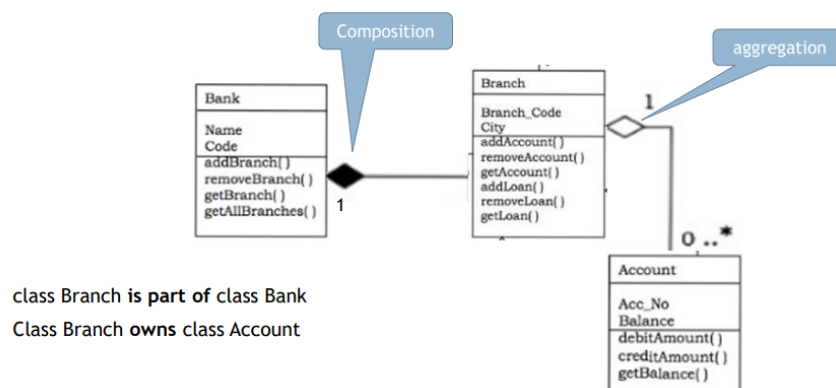 Composition
aggregation
Bank
Name
Code
addBranch()
removeBranch()
getBranch()
getAllBranches()
1
Branch
Branch_Code
City
addAccount()
removeAccount()
getAccount()
addLoan()
removeLoan()
getLoan()
1
0..*
Account
Acc_No
Balance
debitAmount()
creditAmount()
getBalance()
class Branch is part of class Bank
Class Branch owns class Account